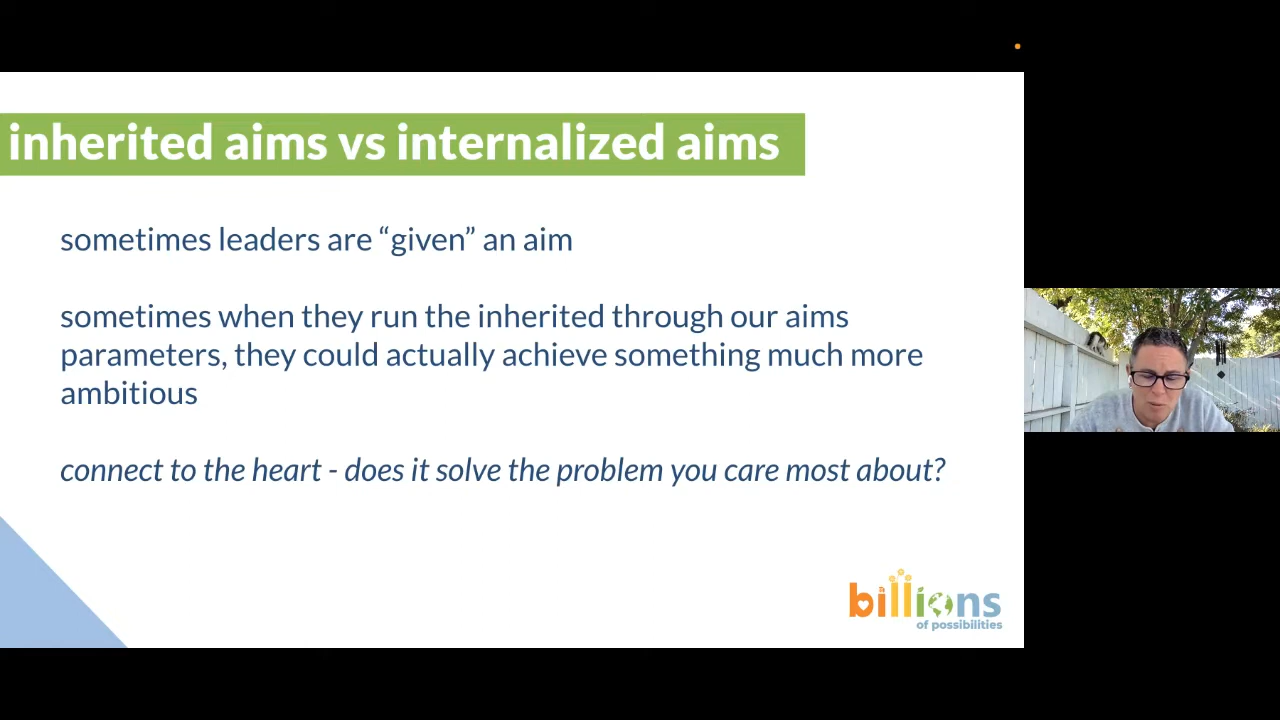 inherited aims vs internalized aims
sometimes leaders are “given” an aim
sometimes when they run the inherited through our aims
parameters, they could actually achieve something much more
ambitious
connect to the heart - does it solve the problem you care most about?
billions
of possibilities